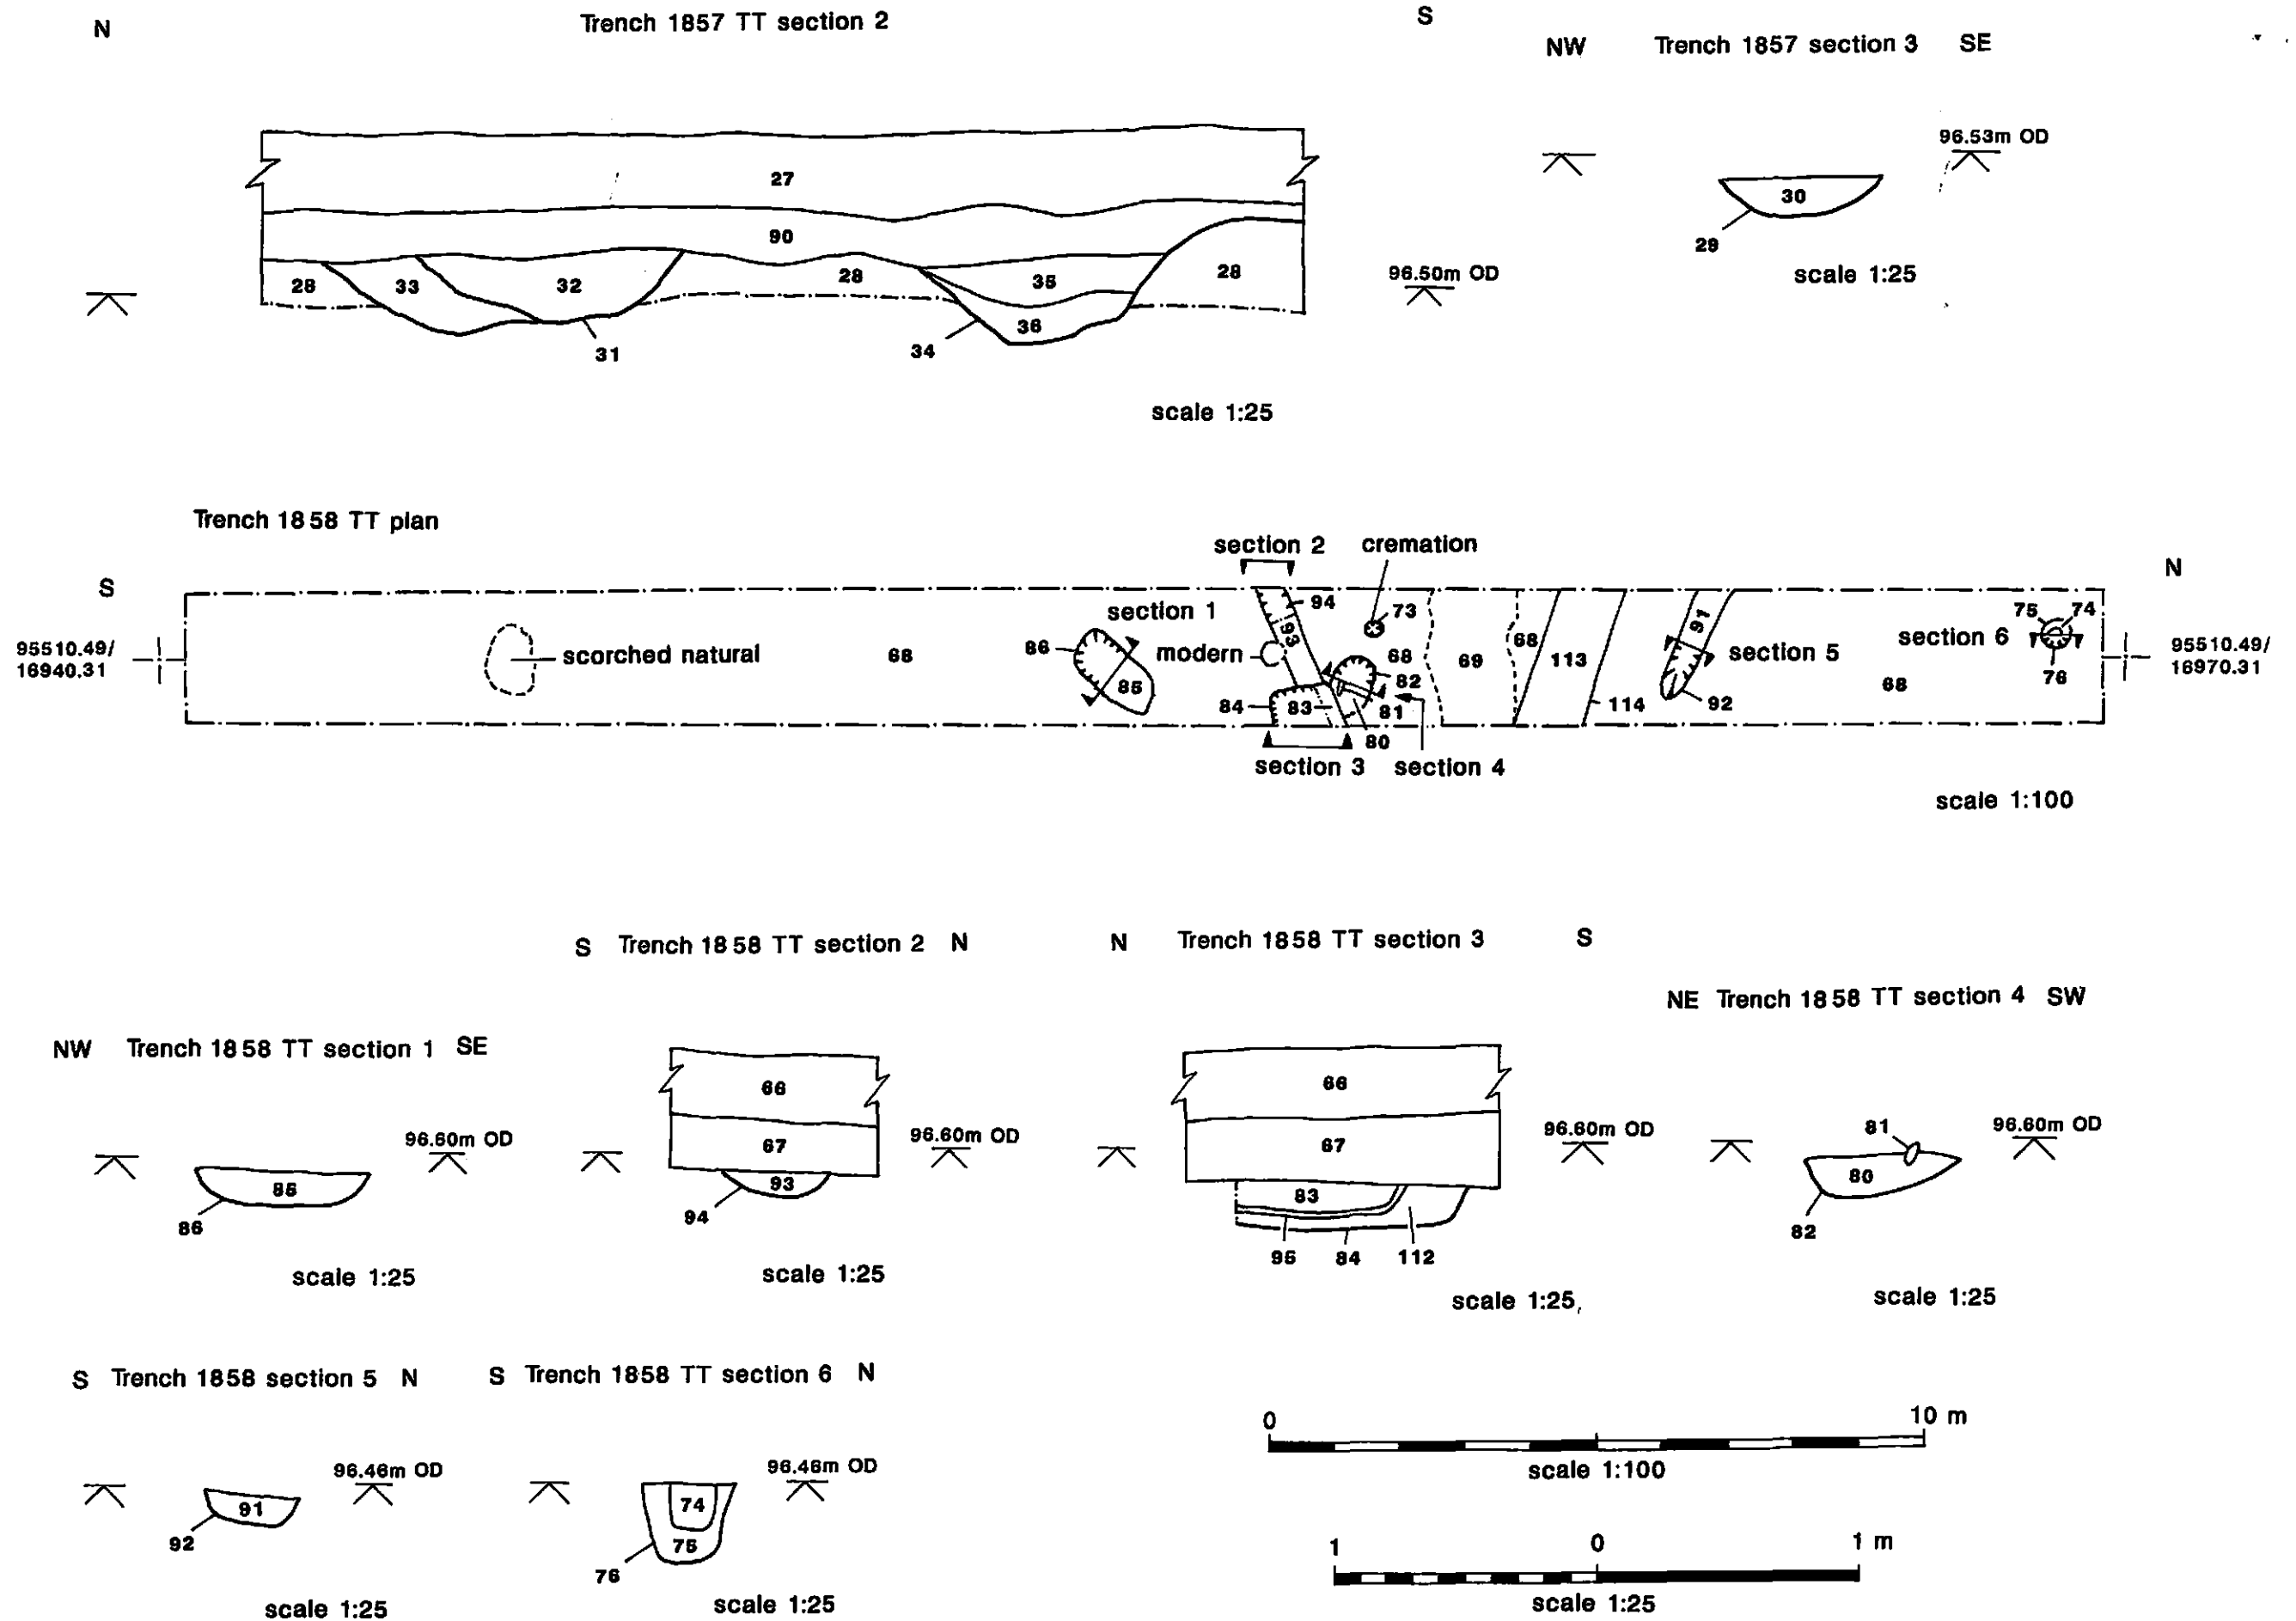 N Trench 1857 TT section 2 S
NW Trench 1857 section 3 SE
96.53m OD
27
30
29
90
28 33 32 28 35 28
96.50m OD
scale 1:25
36
31 34
scale 1:25
Trench 1858 TT plan
section 2 cremation
S N
section 1 94 73 75 74
95510.49/
16940.31
scorched natural 68 86 modern 93 68 69 68 113 91 section 5 section 6
95510.49/
16970.31
85 82 76
84 83 81 114 92 68
80
section 3 section 4
scale 1:100
S Trench 1858 TT section 2 N
N Trench 1858 TT section 3 S
NE Trench 1858 TT section 4 SW
NW Trench 1858 TT section 1 SE
66 66
96.60m OD 67 96.60m OD 67 96.60m OD 81 96.60m OD
85 93 83 80
86 94 82
95 84 112
scale 1:25 scale 1:25 scale 1:25 scale 1:25
S Trench 1858 section 5 N S Trench 1858 TT section 6 N
0 10 m
scale 1:100
96.46m OD 96.46m OD
91 74
92 75
76
1 0 1 m
scale 1:25 scale 1:25 scale 1:25